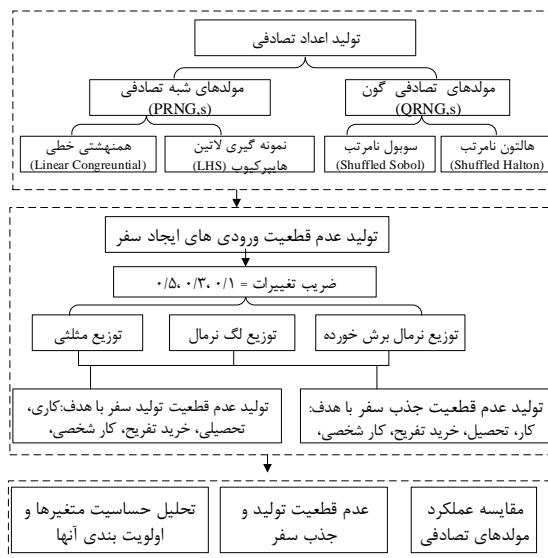 تولید اعداد تصادفی
مولدهای تصادفی گون
(QRNG,s)
مولدهای شبه تصادفی
(PRNG,s)
هالتون نامرتب
(Shuffled Halton)
سوبول نامرتب
(Shuffled Sobol)
نمونه گیری لاتین
هایپرکیوب (LHS)
همنهشتی خطی
(Linear Congreuntial)
تولید عدم قطعیت ورودی های ایجاد سفر
ضریب تغییرات = ۰/۱ ،۰/۳ ،۰/۵
توزیع نرمال برش خورده
توزیع لگ نرمال
توزیع مثلثی
تولید عدم قطعیت جذب سفر با هدف:
کار، تحصیل، خرید تفریح، کار شخصی،
تولید عدم قطعیت تولید سفر با هدف:کاری،
تحصیلی، خرید تفریح، کار شخصی،
مقایسه عملکرد
مولدهای تصادفی
عدم قطعیت تولید و
جذب سفر
تحلیل حساسیت متغیرها و
اولویت بندی آنها